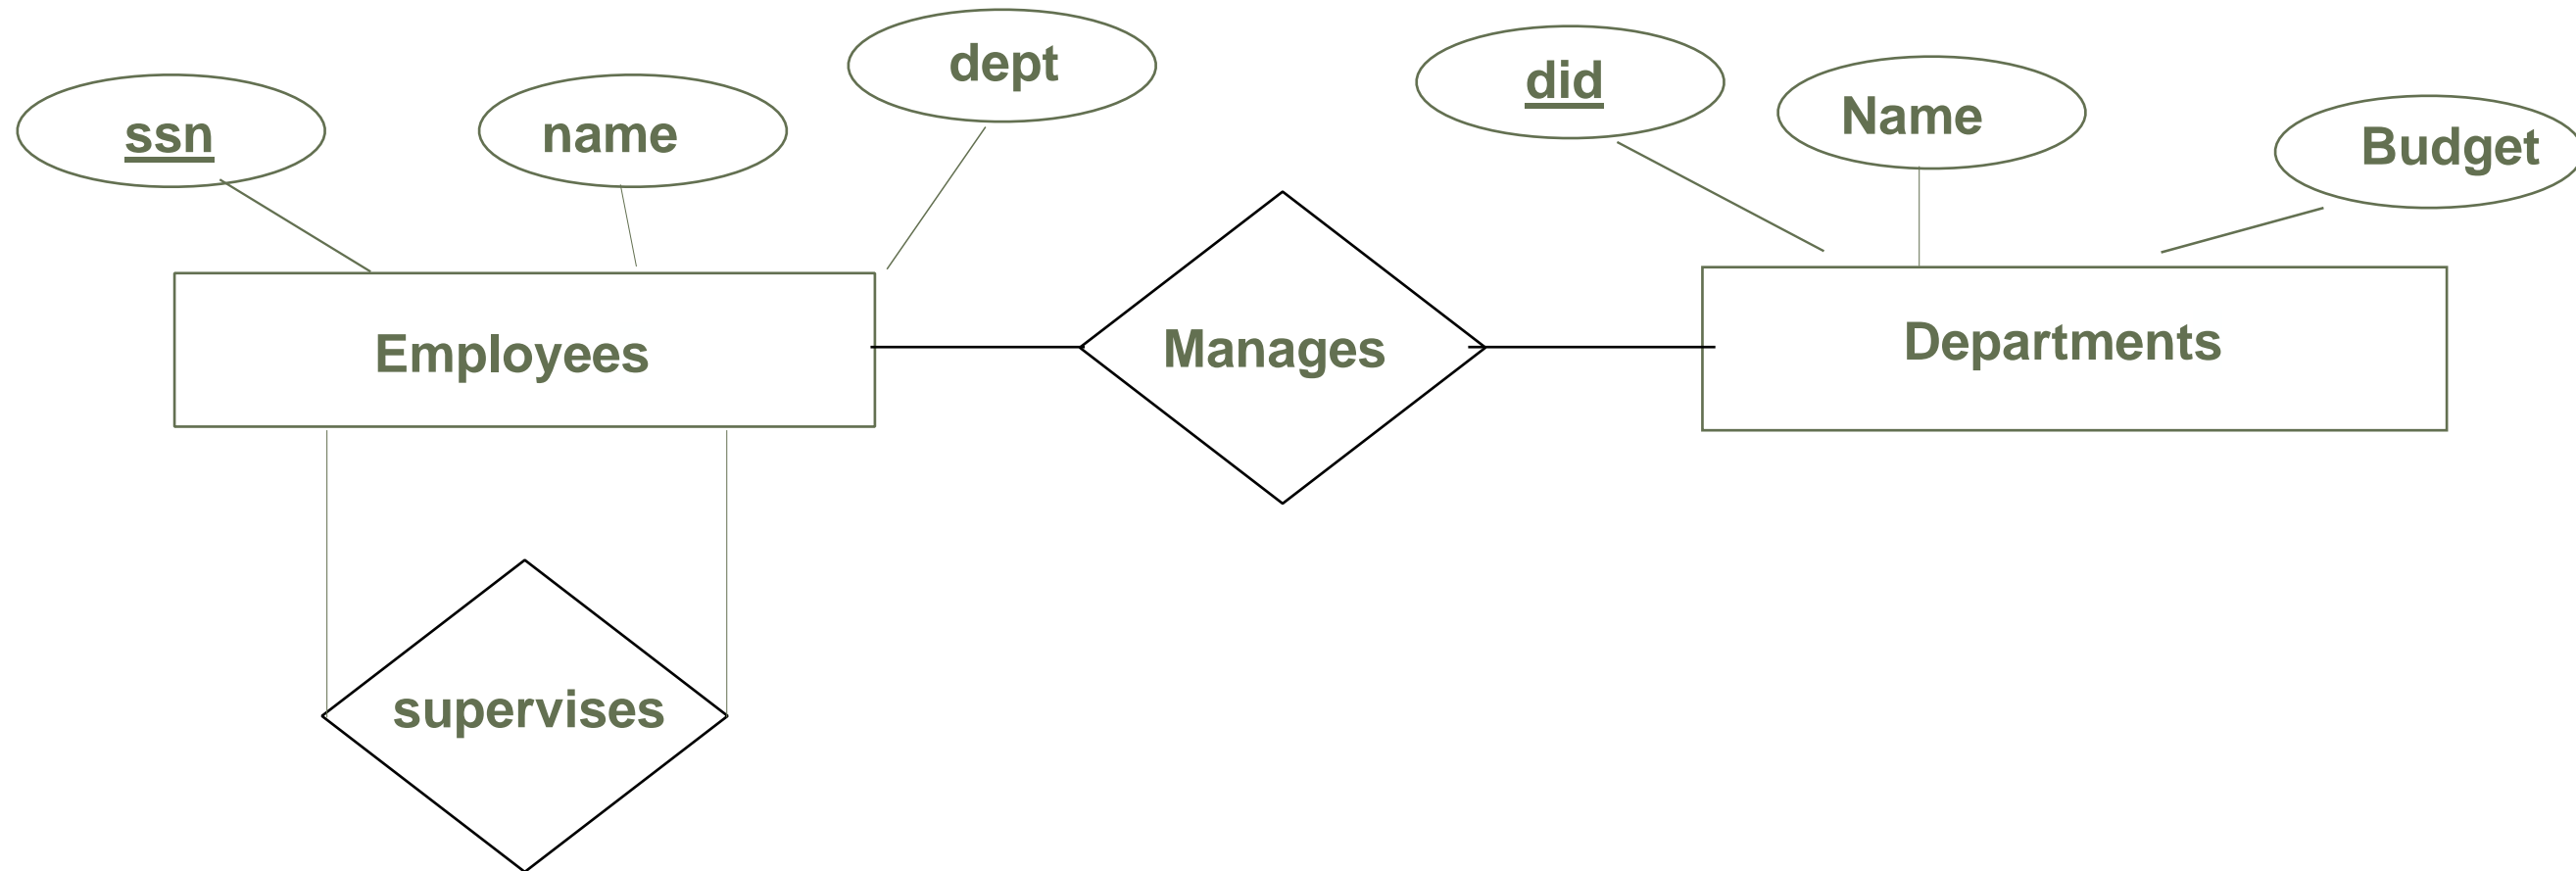 ssn
name
dept
did
Name
Budget
Employees
Manages
Departments
supervises